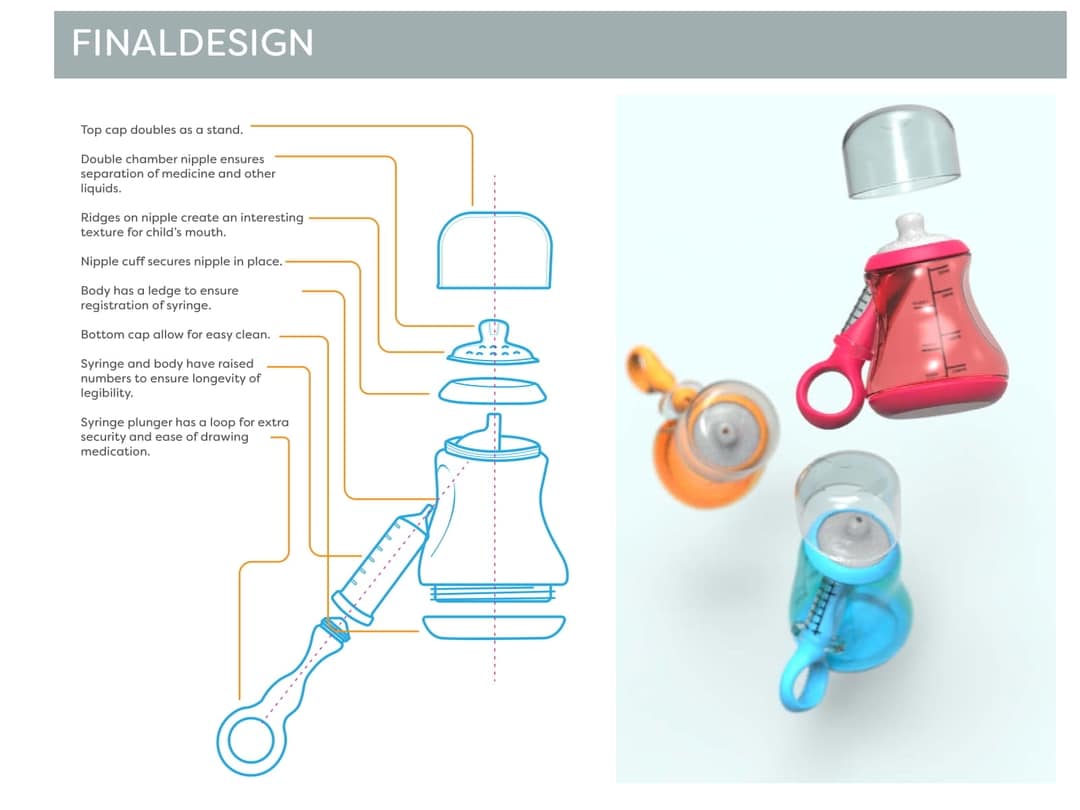 FINALDESIGN
Top cap doubles as a stand.
Double chamber nipple ensures
separation of medicine and other
liquids.
Ridges on nipple create an interesting
texture for child's mouth.
Nipple cuff secures nipple in place.
Body has a ledge to ensure
registration of syringe.
Bottom cap allow for easy clean.
Syringe and body have raised
numbers to ensure longevity of
legibility.
Syringe plunger has a loop for extra
security and ease of drawing
medication.